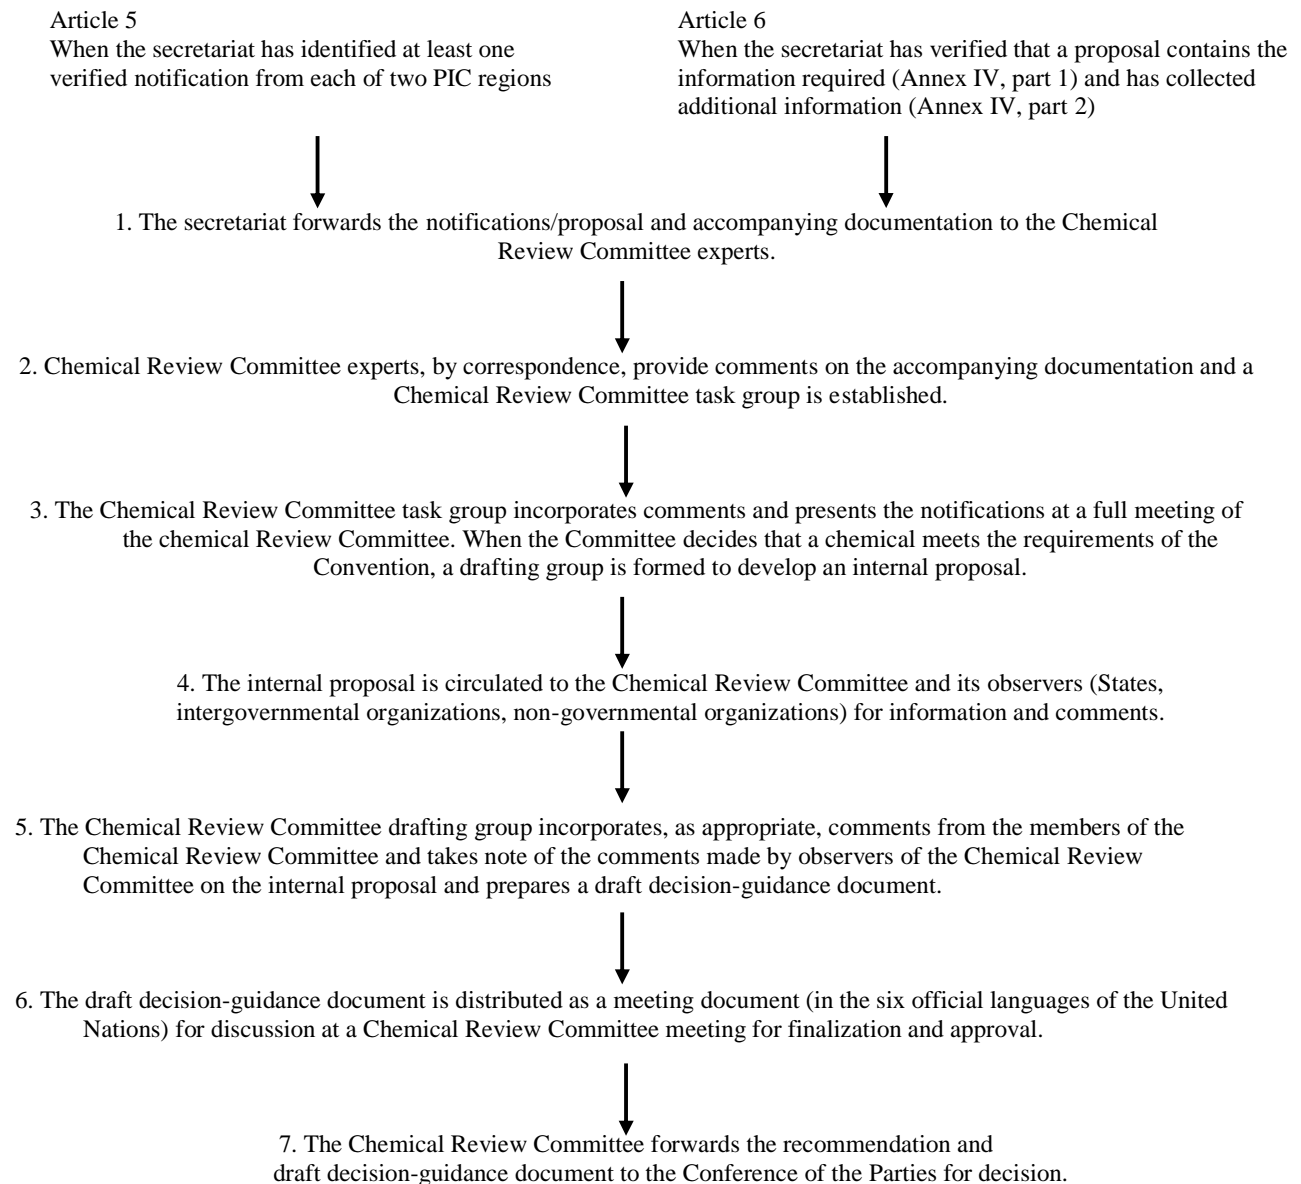 Article 5
When the secretariat has identified at least one
verified notification from each of two PIC regions
Article 6
When the secretariat has verified that a proposal contains the
information required (Annex IV, part 1) and has collected
additional information (Annex IV, part 2)
1. The secretariat forwards the notifications/proposal and accompanying documentation to the Chemical
Review Committee experts.
2. Chemical Review Committee experts, by correspondence, provide comments on the accompanying documentation and a
Chemical Review Committee task group is established.
3. The Chemical Review Committee task group incorporates comments and presents the notifications at a full meeting of
the chemical Review Committee. When the Committee decides that a chemical meets the requirements of the
Convention, a drafting group is formed to develop an internal proposal.
4. The internal proposal is circulated to the Chemical Review Committee and its observers (States,
intergovernmental organizations, non-governmental organizations) for information and comments.
5. The Chemical Review Committee drafting group incorporates, as appropriate, comments from the members of the
Chemical Review Committee and takes note of the comments made by observers of the Chemical Review
Committee on the internal proposal and prepares a draft decision-guidance document.
6. The draft decision-guidance document is distributed as a meeting document (in the six official languages of the United
Nations) for discussion at a Chemical Review Committee meeting for finalization and approval.
7. The Chemical Review Committee forwards the recommendation and
draft decision-guidance document to the Conference of the Parties for decision.